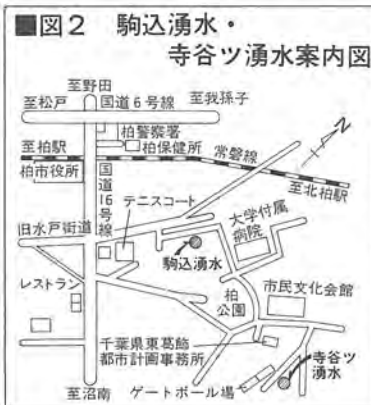 ■図2 駒込湧水・
寺谷ツ湧水案内図
至野田
至松戸
国道6号線
至我孫子
柏警察署
柏保健所
至柏駅
常磐線
柏市役所
至北柏駅
国道16号線
テニスコート
旧水戸街道
大学付属
病院
駒込湧水
レストラン
柏
公園
市民文化会館
千葉県東葛飾
都市計画事務所
寺谷ツ
湧水
至沼南
ゲートボール場
N